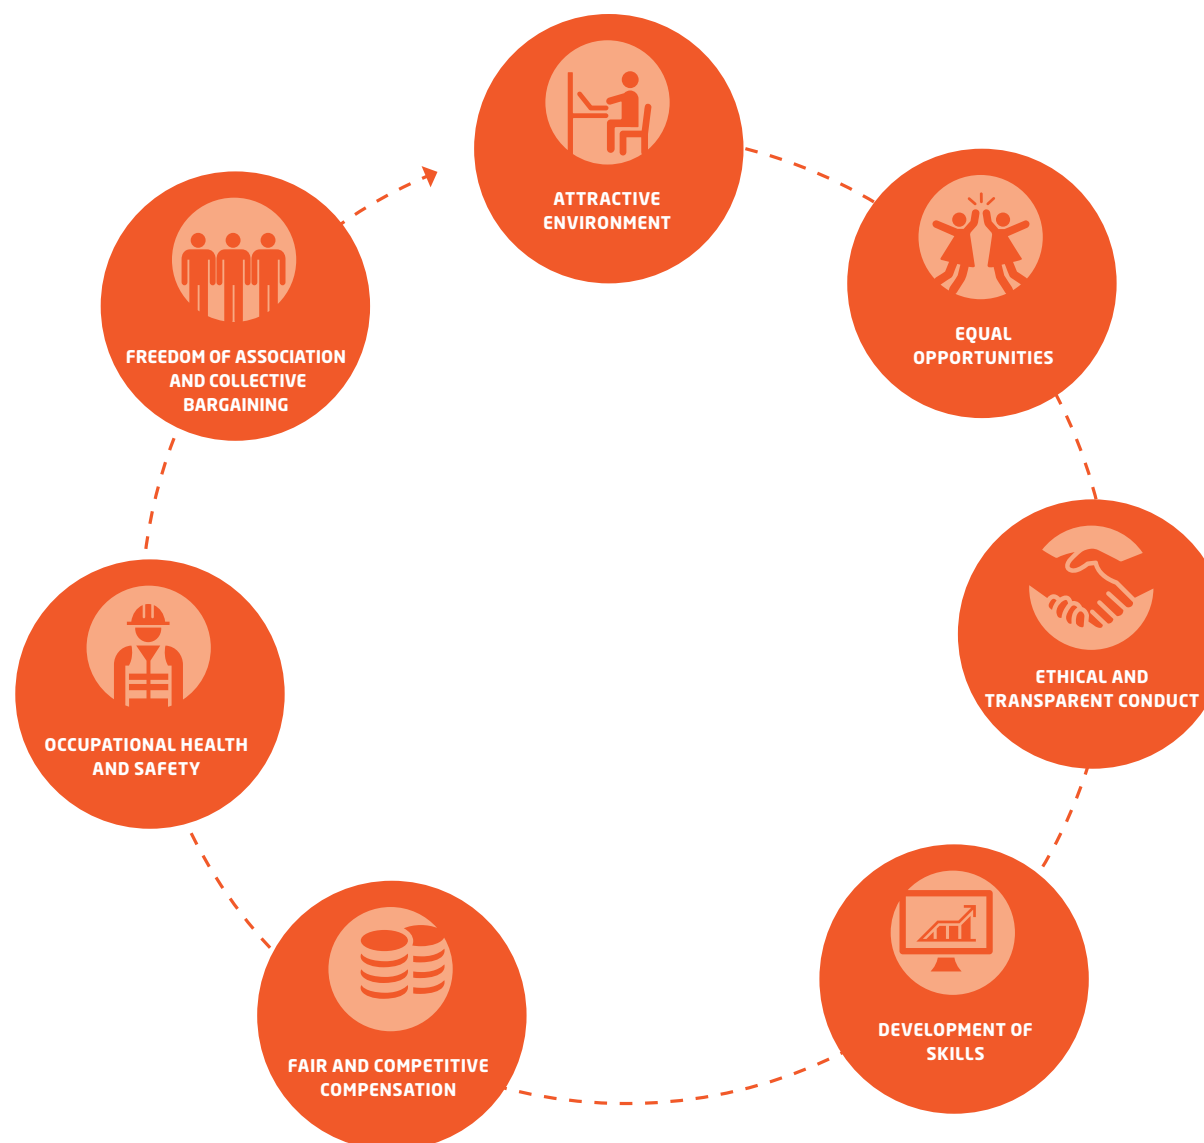 ATTRACTIVE
ENVIRONMENT
EQUAL
OPPORTUNITIES
ETHICAL AND
TRANSPARENT CONDUCT
DEVELOPMENT OF
SKILLS
FAIR AND COMPETITIVE
COMPENSATION
OCCUPATIONAL HEALTH
AND SAFETY
FREEDOM OF ASSOCIATION
AND COLLECTIVE
BARGAINING